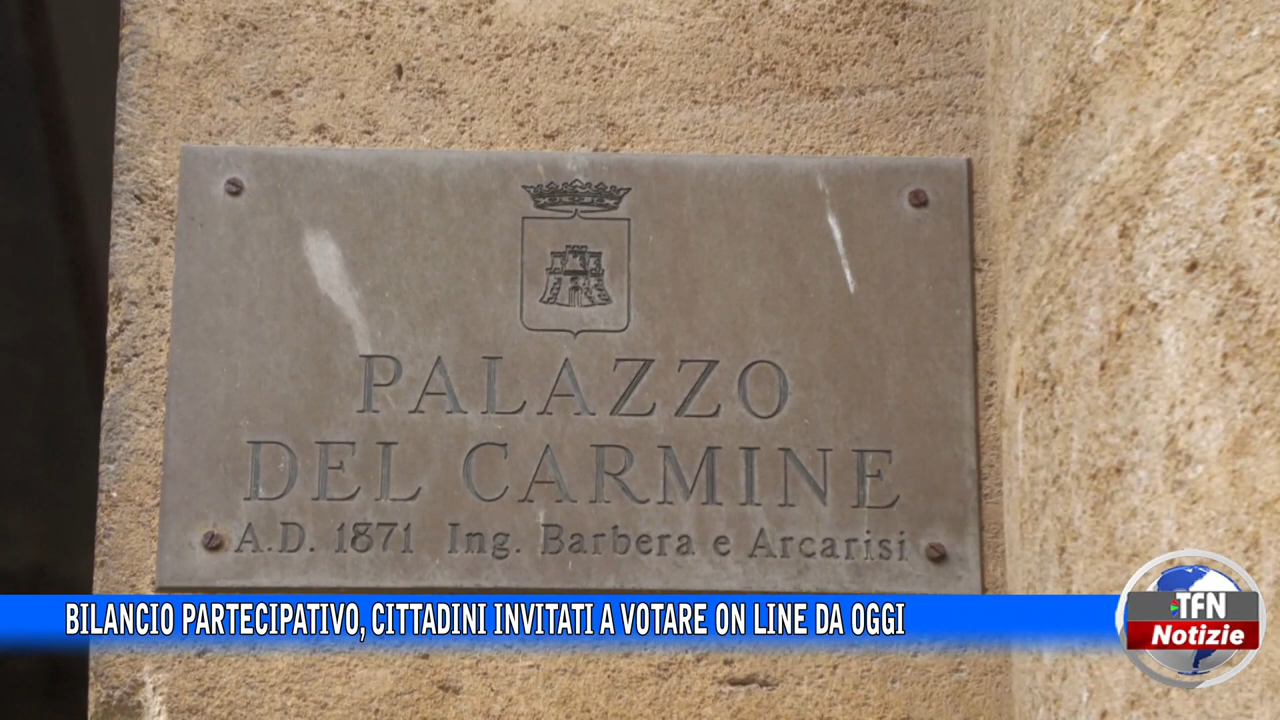 PALAZZO
DEL CARMINE
A.D. 1871 Ing. Barbera e Arcarisi
BILANCIO PARTECIPATIVO, CITTADINI INVITATI A VOTARE ON LINE DA OGGI
TFN
Notizie